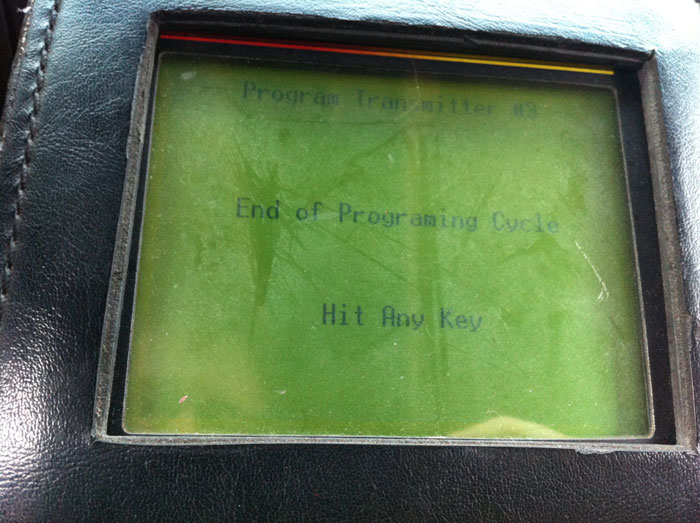 -- Program Transmitter #3
End of Programing Cycle
Hit Any Key